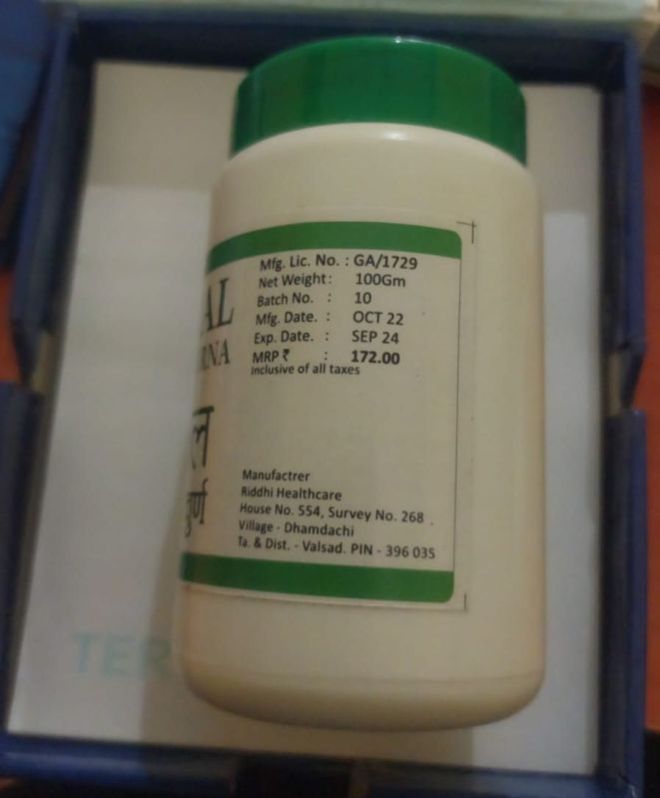 Mfg. Lic. No. : GA/1729
Net Weight : 100Gm
Batch No. : 10
Mfg. Date. : OCT 22
Exp. Date. : SEP 24
MRP ₹ : 172.00
Inclusive of all taxes
Manufactrer
Riddhi Healthcare
House No. 554, Survey No. 268
Village - Dhamdachi
Ta. & Dist. - Valsad. PIN - 396 035